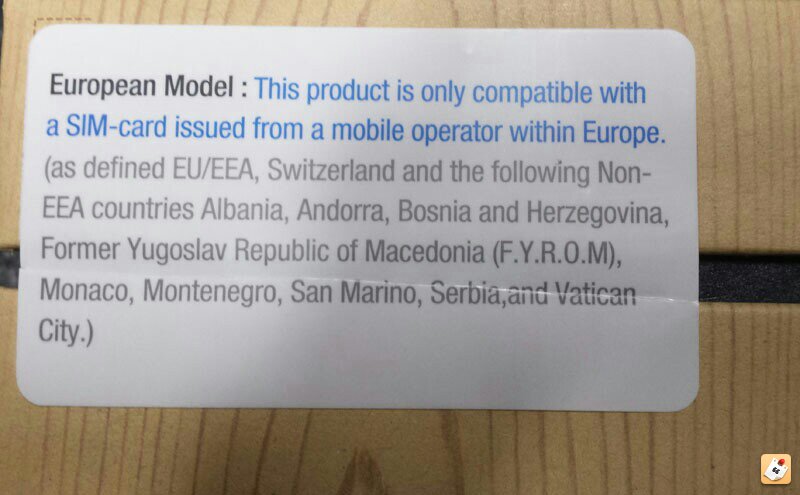 European Model : This product is only compatible with
a SIM-card issued from a mobile operator within Europe.
(as defined EU/EEA, Switzerland and the following Non-
EEA countries Albania, Andorra, Bosnia and Herzegovina,
Former Yugoslav Republic of Macedonia (F.Y.R.O.M),
Monaco, Montenegro, San Marino, Serbia,and Vatican
City.)